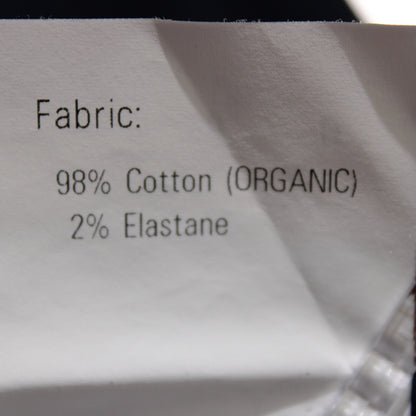 Fabric:
98% Cotton (ORGANIC)
2% Elastane